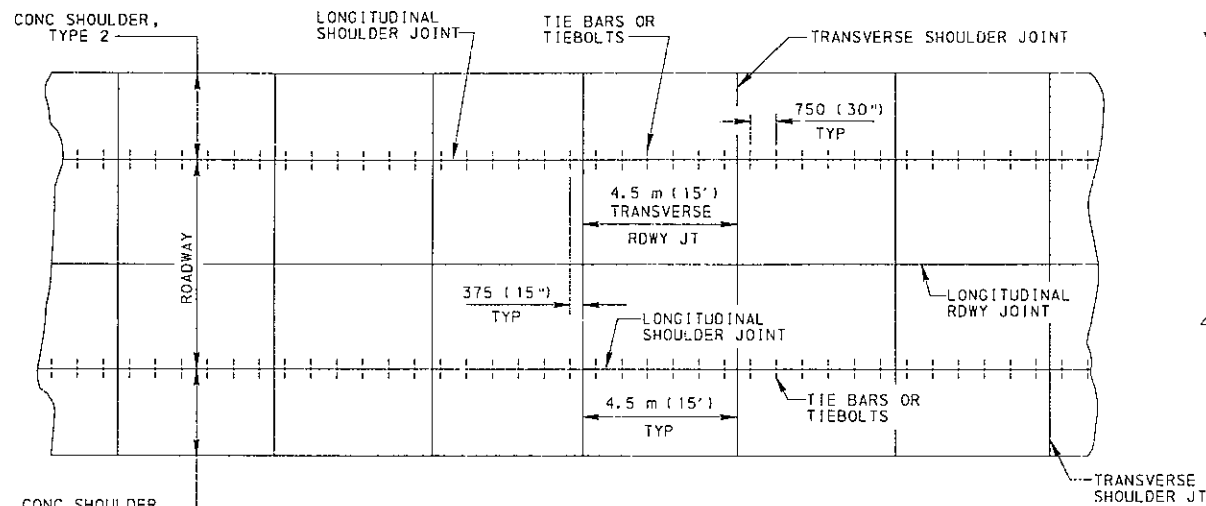 CONC SHOULDER,
TYPE 2
LONGITUDINAL
SHOULDER JOINT
TIE BARS OR
TIEBOLTS
TRANSVERSE SHOULDER JOINT
750 (30")
TYP
4.5 m (15')
TRANSVERSE
RDWY JT
ROADWAY
375 (15")
TYP
LONGITUDINAL
SHOULDER JOINT
LONGITUDINAL
RDWY JOINT
4.5 m (15')
TYP
TIE BARS OR
TIEBOLTS
TRANSVERSE
SHOULDER JT
CONC SHOULDER